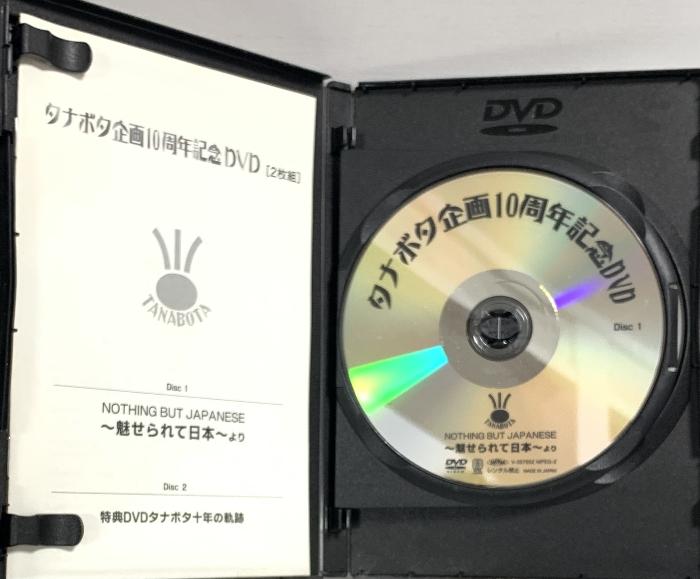 タナボタ企画10周年記念DVD [2枚組]
TANABOTA
Disc 1
NOTHING BUT JAPANESE
～魅せられて日本～より
Disc 2
特典DVDタナボタ十年の軌跡
DVD
タナボタ企画10周年記念DVD
Disc 1
TANABOTA
NOTHING BUT JAPANESE
～魅せられて日本～より
DVD
VIDEO
MPEG-2
レンタル禁止 MADE IN JAPAN